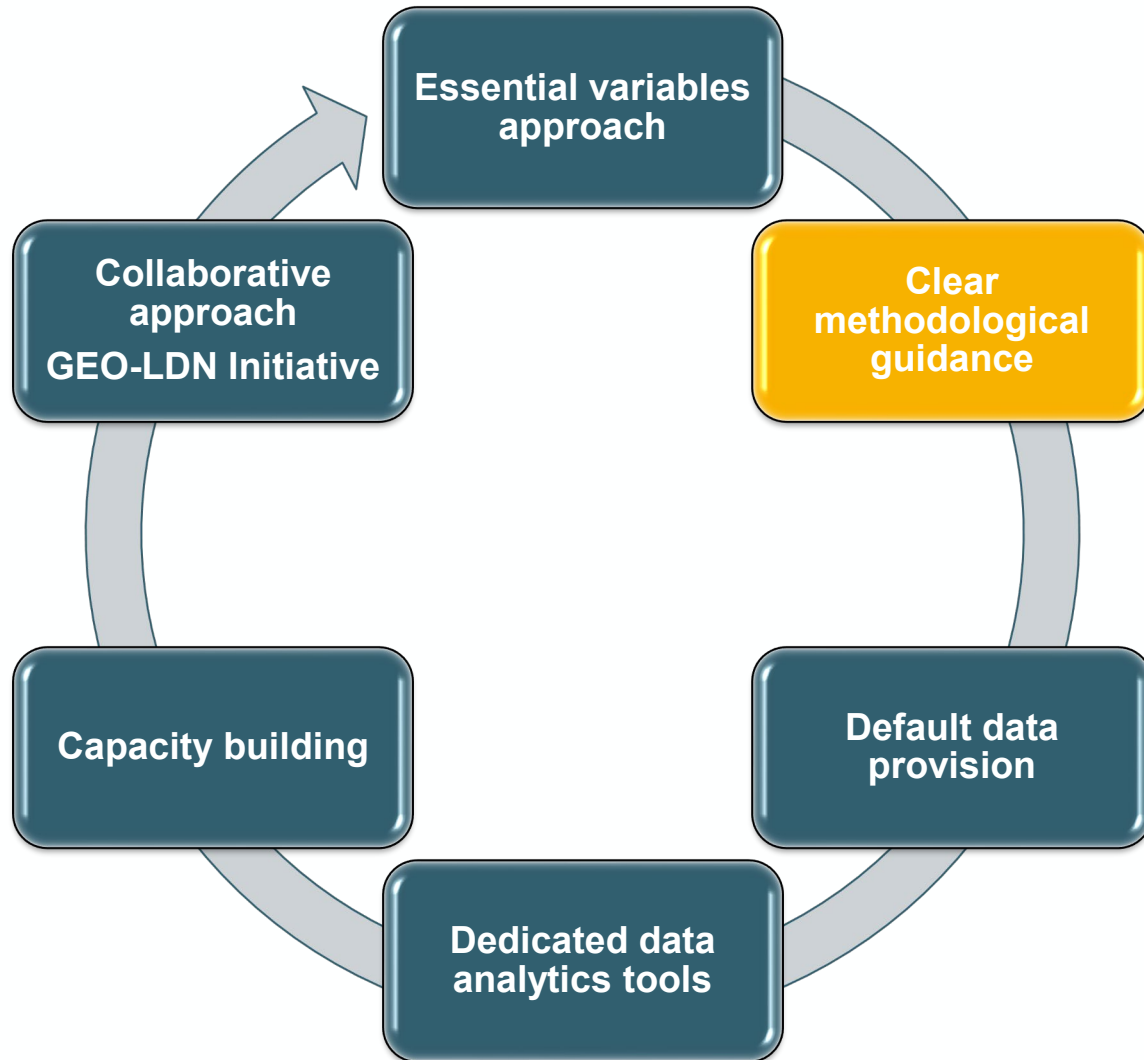 Essential variables
approach
Clear
methodological
guidance
Default data
provision
Dedicated data
analytics tools
Capacity building
Collaborative
approach
GEO-LDN Initiative